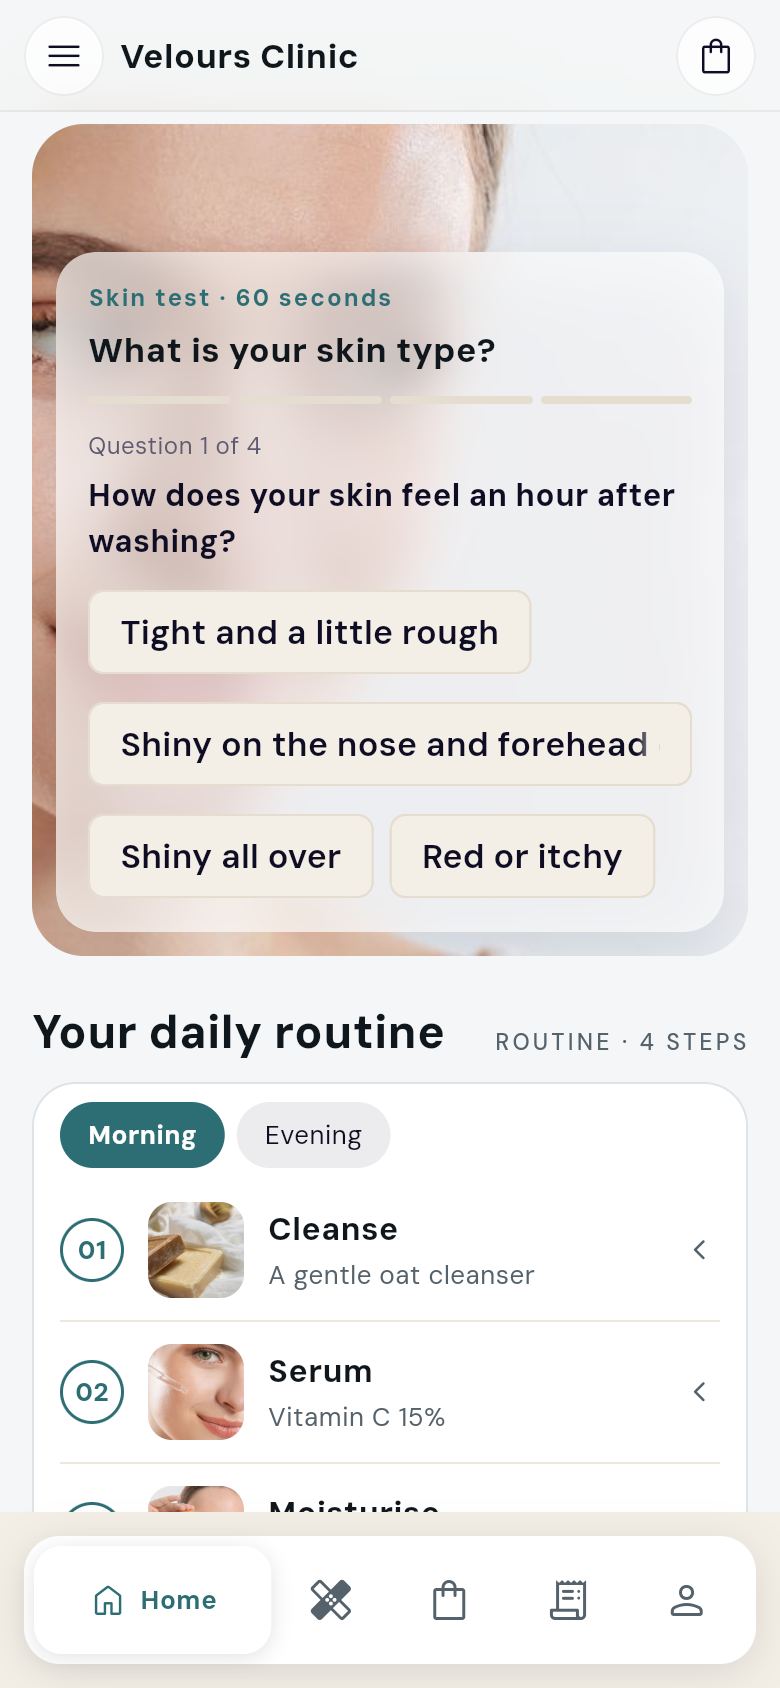 Velours Clinic
Skin test · 60 seconds
What is your skin type?
Question 1 of 4
How does your skin feel an hour after
washing?
Tight and a little rough
Shiny on the nose and forehead
Shiny all over
Red or itchy
Your daily routine
ROUTINE · 4 STEPS
Morning
Evening
01
Cleanse
A gentle oat cleanser
02
Serum
Vitamin C 15%
Moisturise
Home